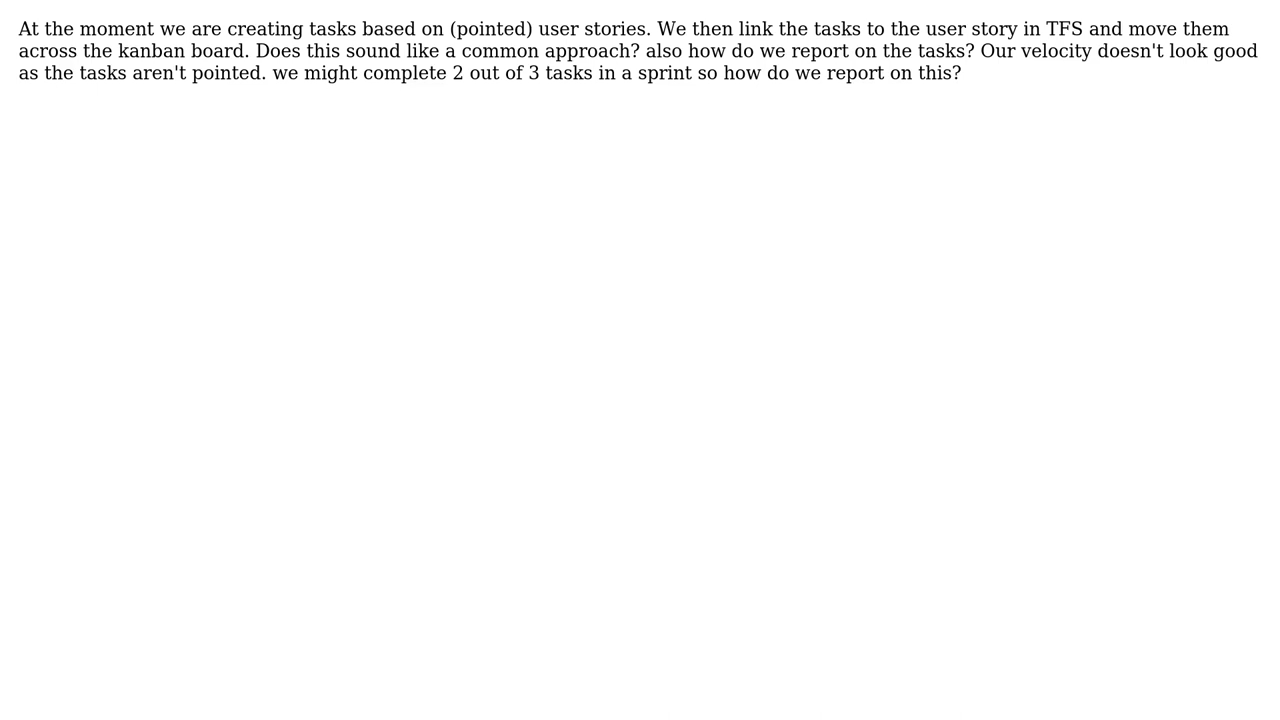 At the moment we are creating tasks based on (pointed) user stories. We then link the tasks to the user story in TFS and move them
across the kanban board. Does this sound like a common approach? also how do we report on the tasks? Our velocity doesn't look good
as the tasks aren't pointed. we might complete 2 out of 3 tasks in a sprint so how do we report on this?